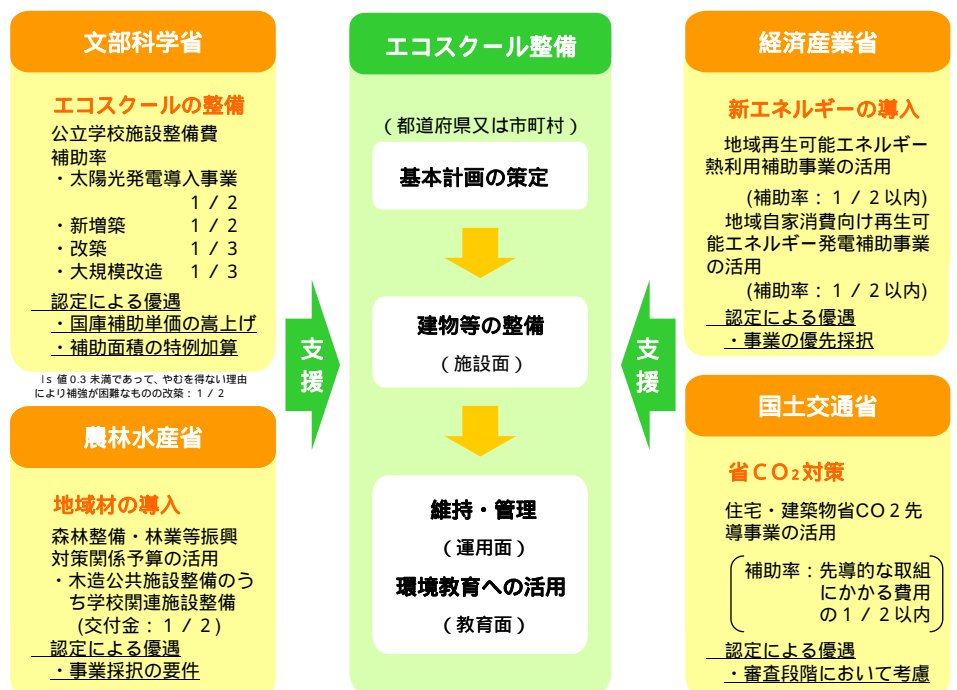 文部科学省
エコスクールの整備
公立学校施設整備費
補助率
・太陽光発電導入事業
1/2
・新増築 1/2
・改築 1/3
・大規模改造 1/3
認定による優遇
・国庫補助単価の嵩上げ
・補助面積の特例加算
Is 値0.3未満であって、やむを得ない理由
により補強が困難なものの改築:1/2
農林水産省
地域材の導入
森林整備・林業等振興
対策関係予算の活用
・木造公共施設整備のう
ち学校関連施設整備
(交付金:1/2)
認定による優遇
・事業採択の要件
支
援
エコスクール整備
(都道府県又は市町村)
基本計画の策定
建物等の整備
(施設面)
維持・管理
(運用面)
環境教育への活用
(教育面)
支
援
経済産業省
新エネルギーの導入
地域再生可能エネルギー
熱利用補助事業の活用
(補助率:1/2以内)
地域自家消費向け再生可
能エネルギー発電補助事業
の活用
(補助率:1/2以内)
認定による優遇
・事業の優先採択
国土交通省
省CO2対策
住宅・建築物省CO2先
導事業の活用
補助率:先導的な取組
にかかる費用
の1/2以内
認定による優遇
・審査段階において考慮